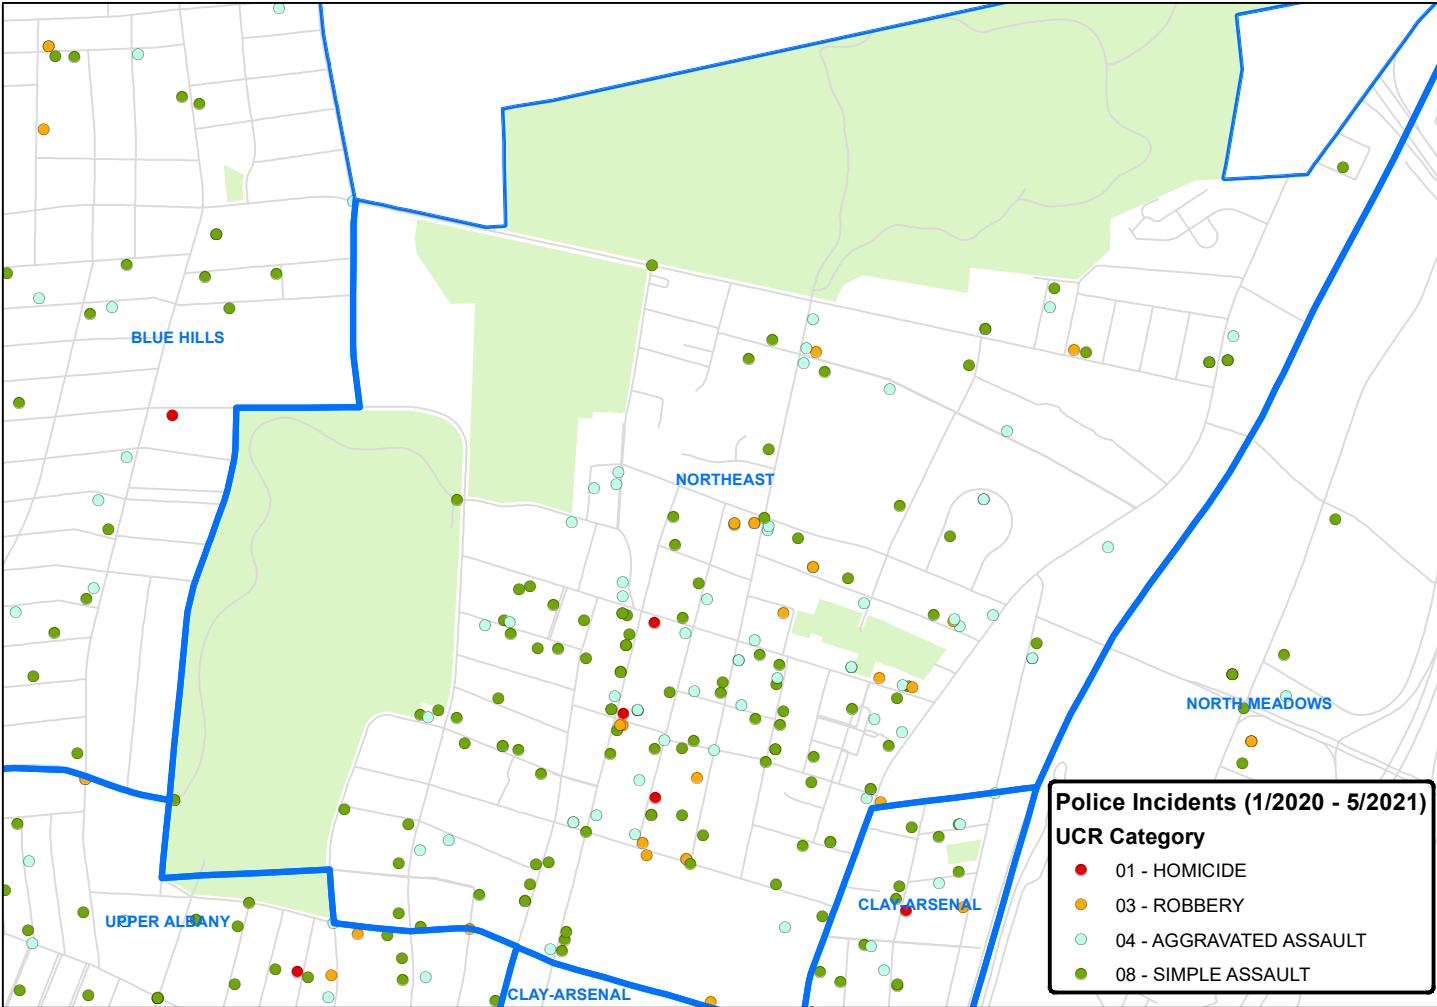 BLUE HILLS
NORTHEAST
NORTH MEADOWS
UPPER ALBANY
CLAY-ARSENAL
CLAY-ARSENAL
Police Incidents (1/2020 - 5/2021)
UCR Category
01 - HOMICIDE
03 - ROBBERY
04 - AGGRAVATED ASSAULT
08 - SIMPLE ASSAULT